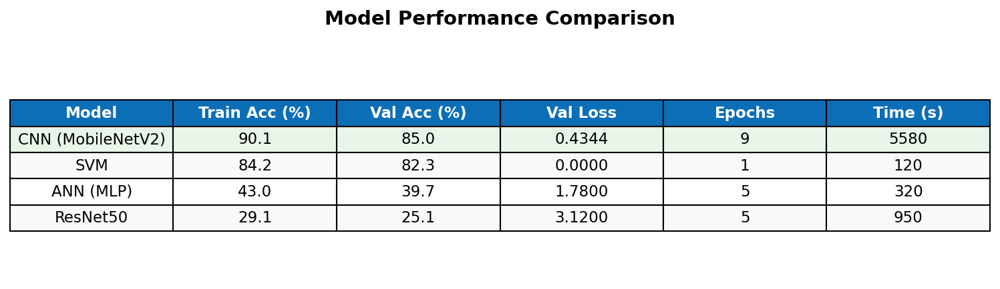 Model Performance Comparison
Model Train Acc (%) Val Acc (%) Val Loss Epochs Time (s)
CNN (MobileNetV2) 90.1 85.0 0.4344 9 5580
SVM 84.2 82.3 0.0000 1 120
ANN (MLP) 43.0 39.7 1.7800 5 320
ResNet50 29.1 25.1 3.1200 5 950